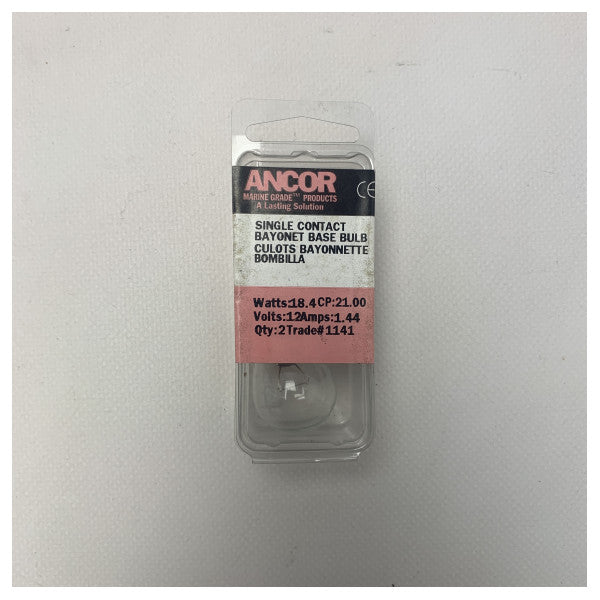 ANCOR
MARINE GRADE™ PRODUCTS
A Lasting Solution
CE
SINGLE CONTACT
BAYONET BASE BULB
CULOTS BAYONNETTE
BOMBILLA
Watts:18.4 CP:21.00
Volts:12 Amps:1.44
Qty:2 Trade#1141